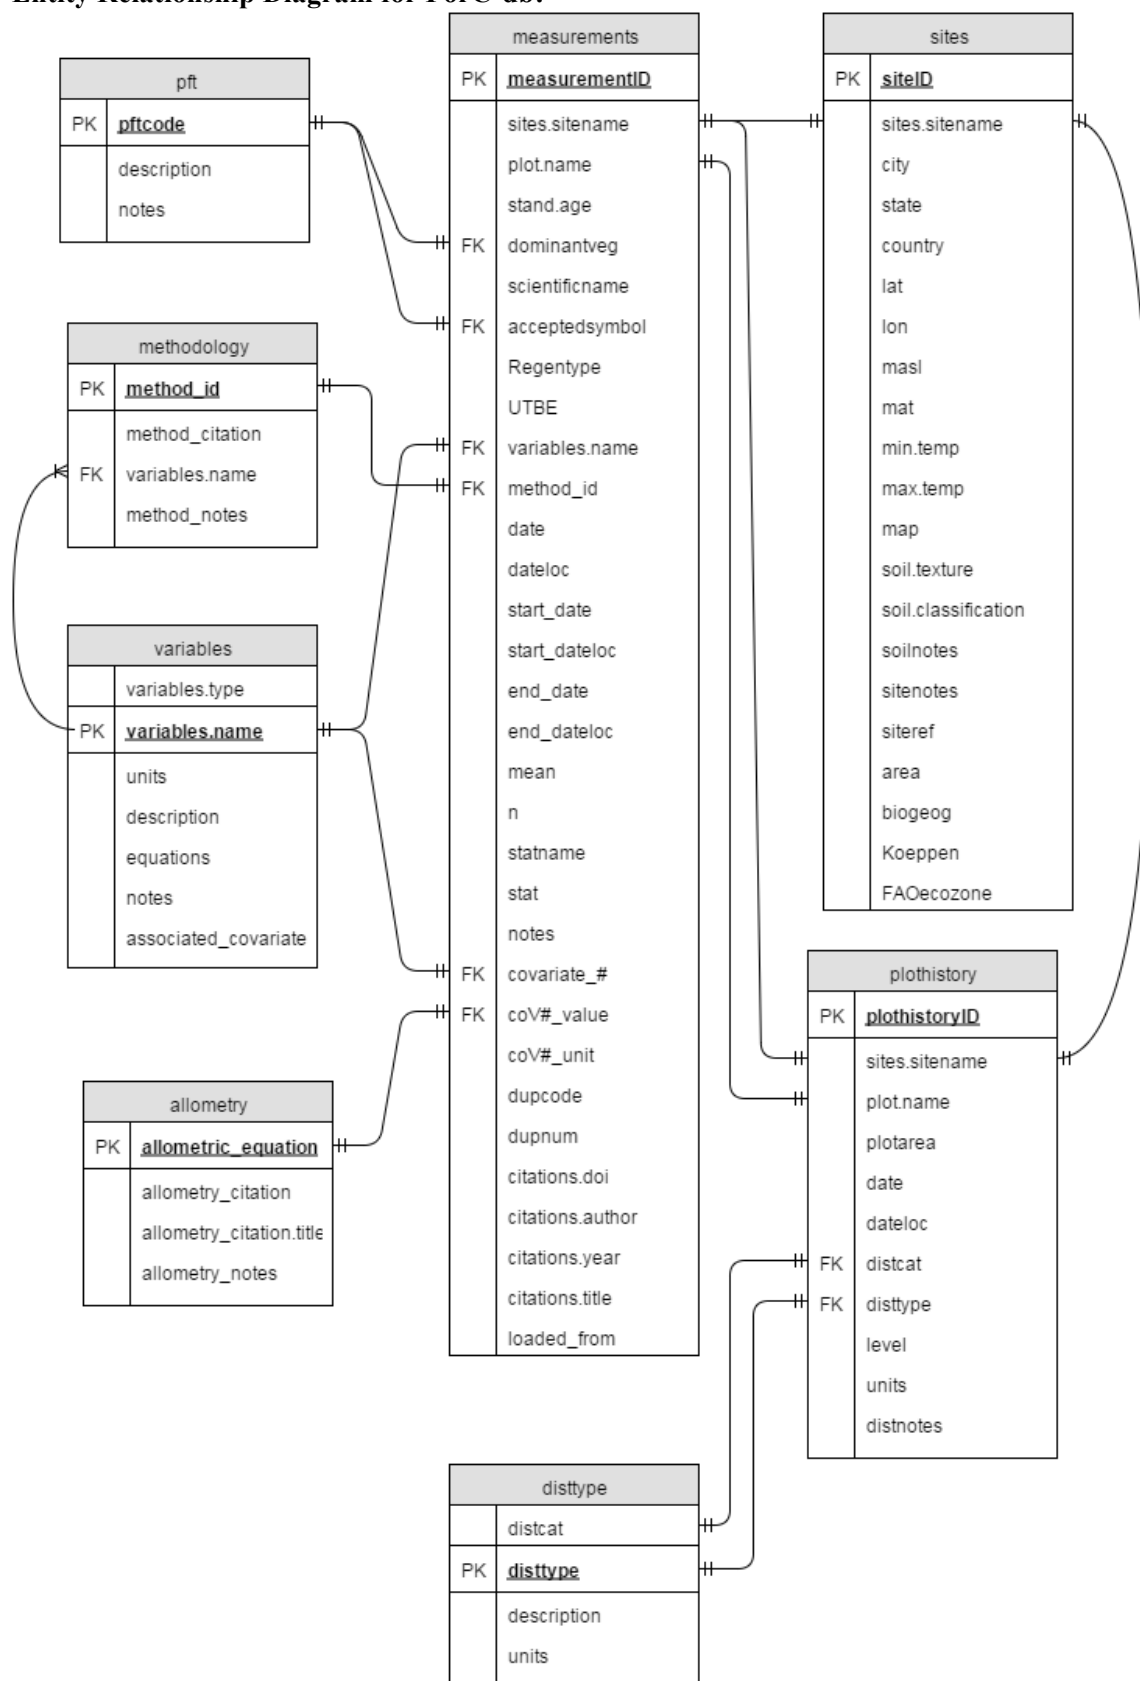 Entity Relationship Diagram for ForC-db:
pft
PK pftcode
description
notes
methodology
PK method_id
method_citation
FK variables.name
method_notes
variables
variables.type
PK variables.name
units
description
equations
notes
associated_covariate
allometry
PK allometric_equation
allometry_citation
allometry_citation.title
allometry_notes
measurements
PK measurementID
sites.sitename
plot.name
stand.age
FK dominantveg
scientificname
FK acceptedsymbol
Regentype
UTBE
FK variables.name
FK method_id
date
dateloc
start_date
start_dateloc
end_date
end_dateloc
mean
n
statname
stat
notes
FK covariate_#
FK coV#_value
coV#_unit
dupcode
dupnum
citations.doi
citations.author
citations.year
citations.title
loaded_from
sites
PK siteID
sites.sitename
city
state
country
lat
lon
masl
mat
min.temp
max.temp
map
soil.texture
soil.classification
soilnotes
sitenotes
siteref
area
biogeog
Koeppen
FAOecozone
plothistory
PK plothistoryID
sites.sitename
plot.name
plotarea
date
dateloc
FK distcat
FK disttype
level
units
distnotes
disttype
distcat
PK disttype
description
units